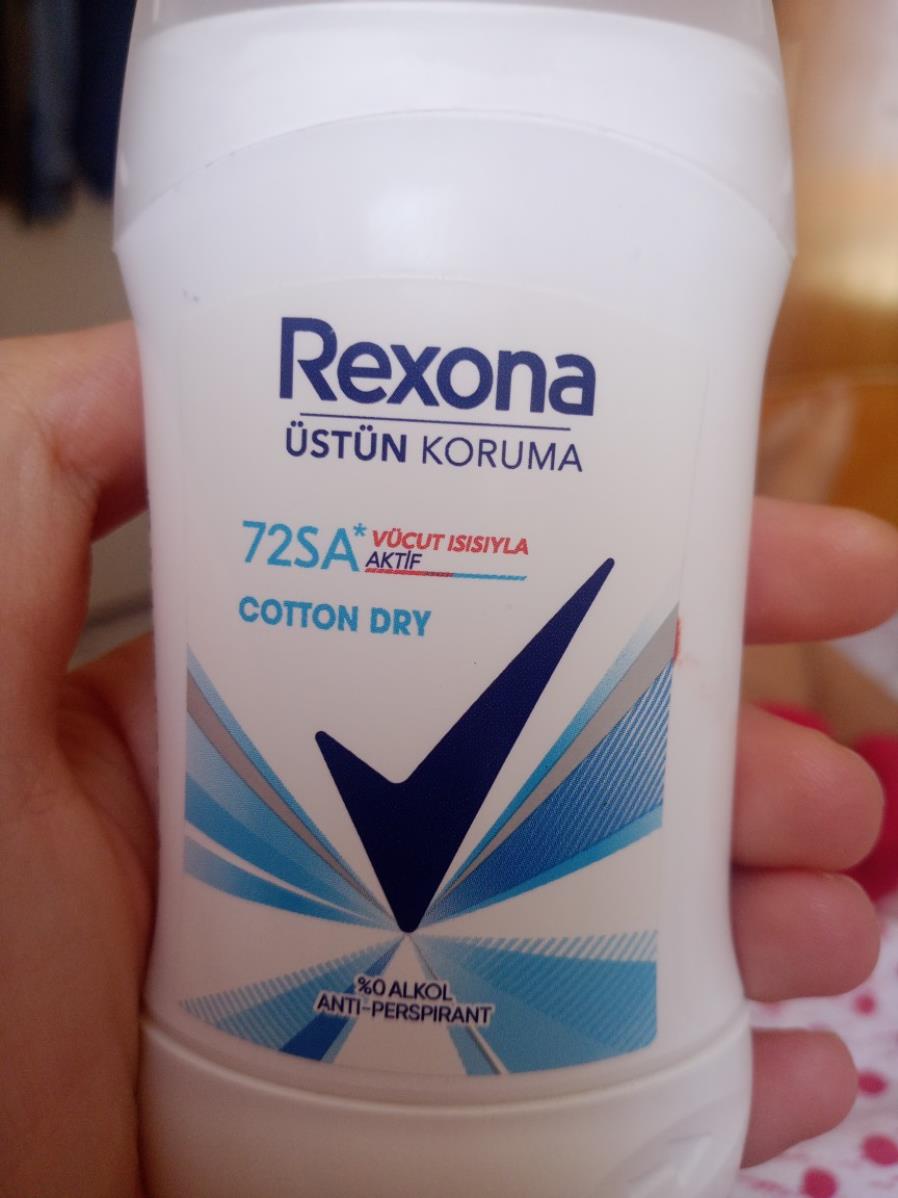 Rexona
ÜSTÜN KORUMA
72SA* VÜCUT ISISIYLA
AKTİF
COTTON DRY
%0 ALKOL
ANTI-PERSPIRANT